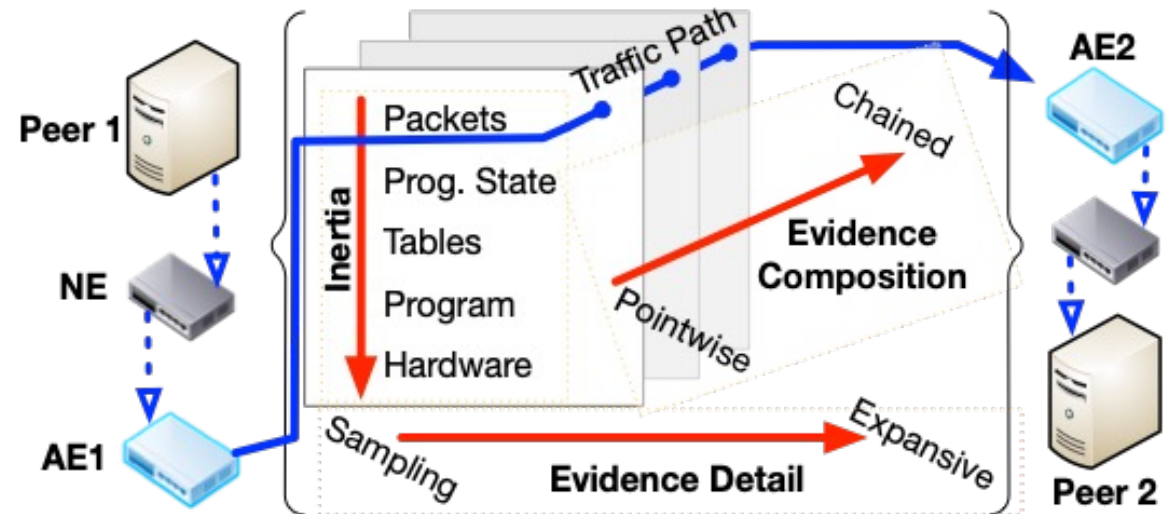 Peer 1
NE
AE1
Traffic Path
Inertia
Packets
Prog. State
Tables
Program
Hardware
Chained
Evidence
Composition
Pointwise
Sampling
Expansive
Evidence Detail
AE2
Peer 2